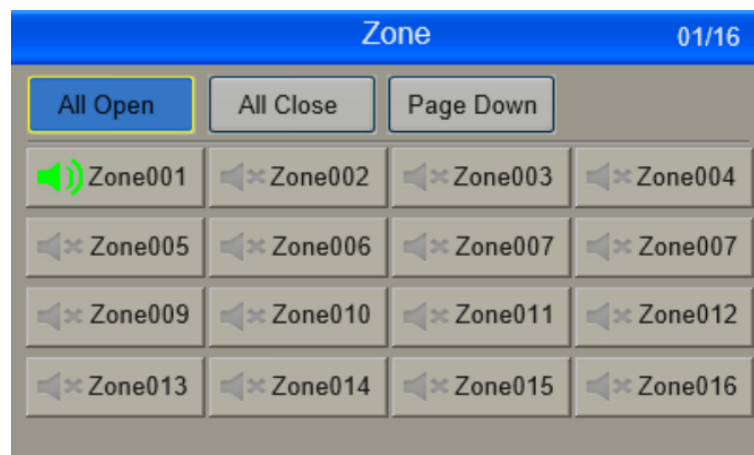 Zone 01/16
All Open All Close Page Down
Zone001 Zone002 Zone003 Zone004
Zone005 Zone006 Zone007 Zone007
Zone009 Zone010 Zone011 Zone012
Zone013 Zone014 Zone015 Zone016